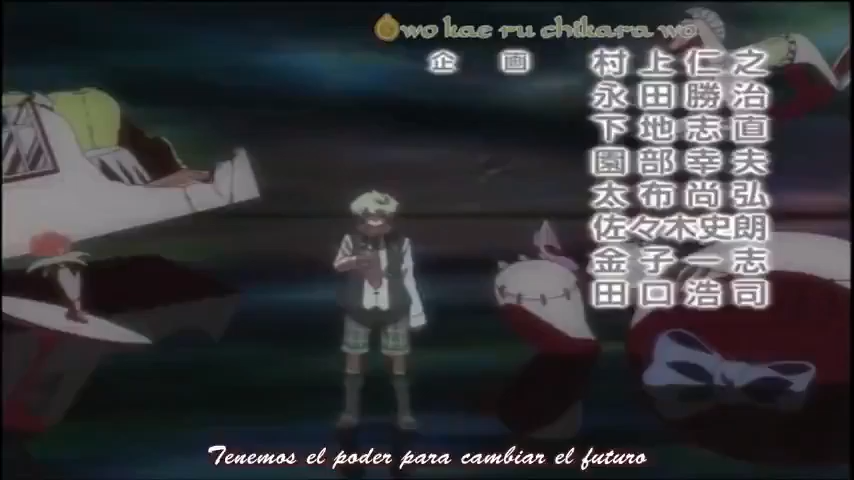 wo kae ru chikara wo
企画 村上仁之
永田勝治
下地志直
園部幸夫
太布尚弘
佐々木史朗
金子一志
田口浩司
Tenemos el poder para cambiar el futuro